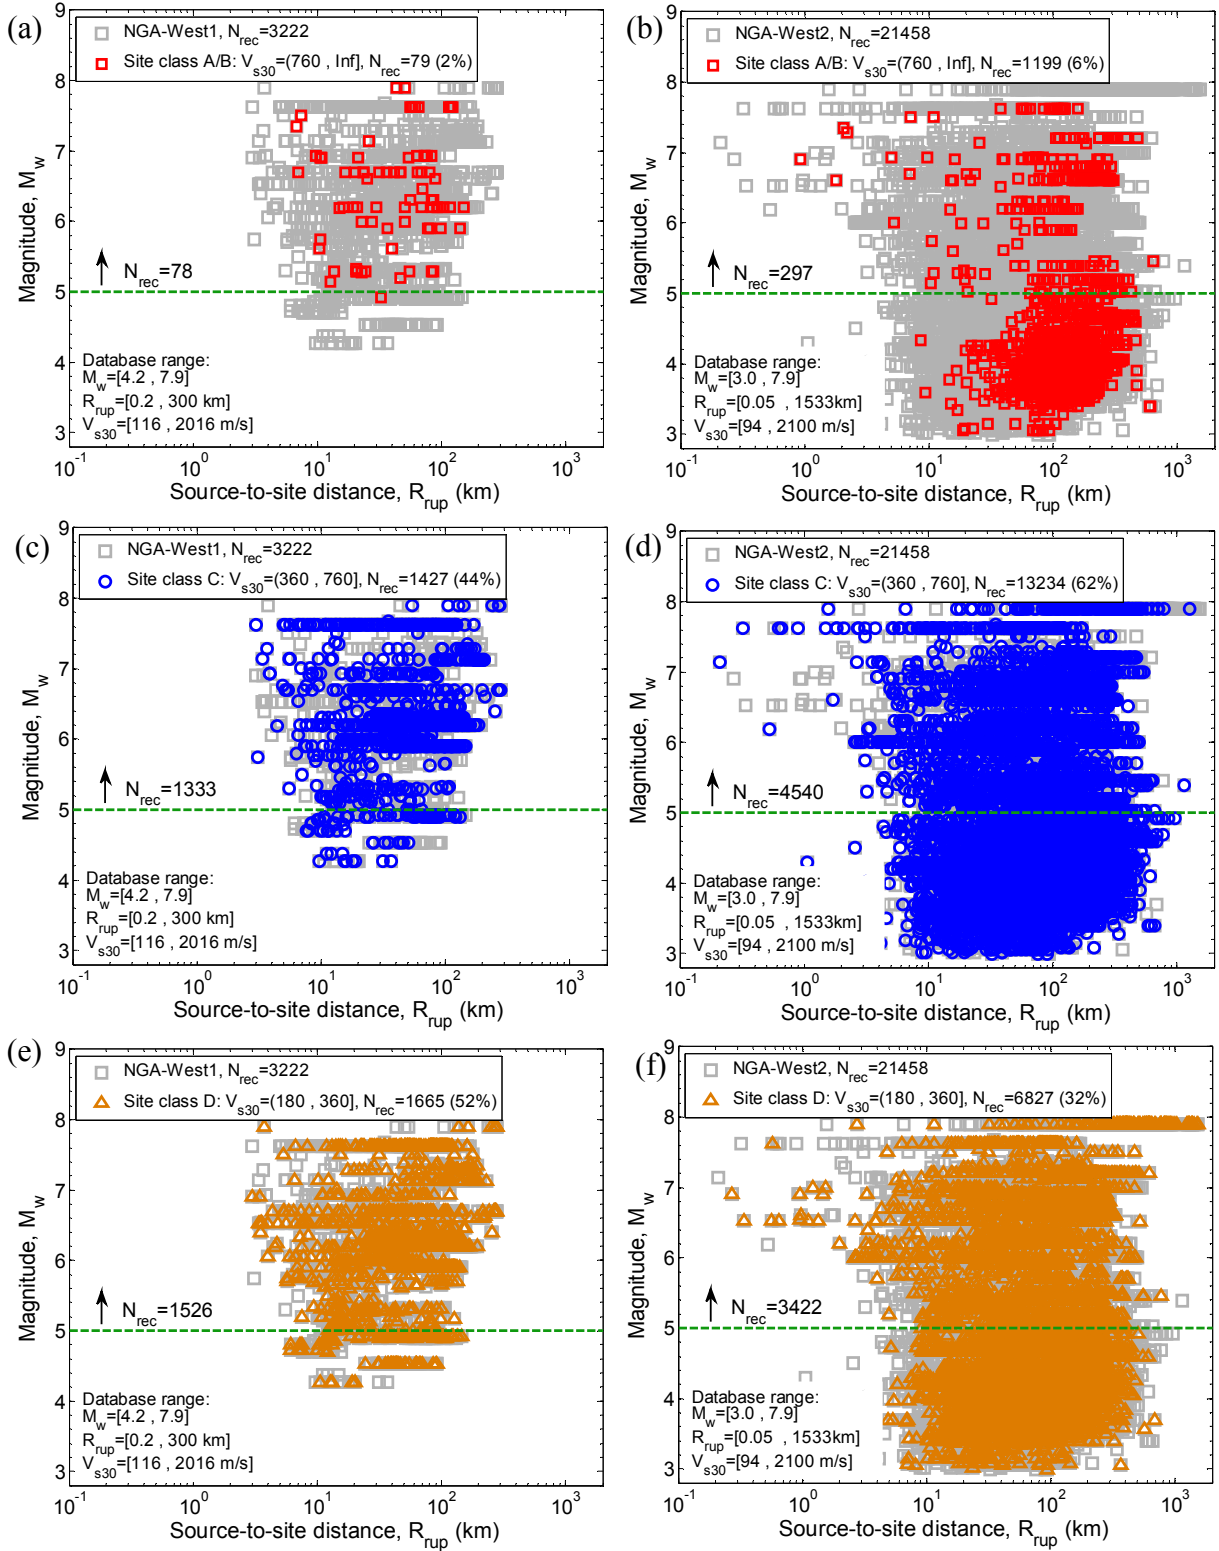 (a)
NGA-West1, Nrec=3222
Site class A/B: Vs30=(760 , Inf], Nrec=79 (2%)
9
8
7
6
5
4
3
Magnitude, Mw
Nrec=78
Database range:
Mw=[4.2 , 7.9]
Rrup=[0.2 , 300 km]
Vs30=[116 , 2016 m/s]
10-1 100 101 102 103
Source-to-site distance, Rrup (km)
(b)
NGA-West2, Nrec=21458
Site class A/B: Vs30=(760 , Inf], Nrec=1199 (6%)
9
8
7
6
5
4
3
Magnitude, Mw
Nrec=297
Database range:
Mw=[3.0 , 7.9]
Rrup=[0.05 , 1533km]
Vs30=[94 , 2100 m/s]
10-1 100 101 102 103
Source-to-site distance, Rrup (km)
(c)
NGA-West1, Nrec=3222
Site class C: Vs30=(360 , 760], Nrec=1427 (44%)
9
8
7
6
5
4
3
Magnitude, Mw
Nrec=1333
Database range:
Mw=[4.2 , 7.9]
Rrup=[0.2 , 300 km]
Vs30=[116 , 2016 m/s]
10-1 100 101 102 103
Source-to-site distance, Rrup (km)
(d)
NGA-West2, Nrec=21458
Site class C: Vs30=(360 , 760], Nrec=13234 (62%)
9
8
7
6
5
4
3
Magnitude, Mw
Nrec=4540
Database range:
Mw=[3.0 , 7.9]
Rrup=[0.05 , 1533km]
Vs30=[94 , 2100 m/s]
10-1 100 101 102 103
Source-to-site distance, Rrup (km)
(e)
NGA-West1, Nrec=3222
Site class D: Vs30=(180 , 360], Nrec=1665 (52%)
9
8
7
6
5
4
3
Magnitude, Mw
Nrec=1526
Database range:
Mw=[4.2 , 7.9]
Rrup=[0.2 , 300 km]
Vs30=[116 , 2016 m/s]
10-1 100 101 102 103
Source-to-site distance, Rrup (km)
(f)
NGA-West2, Nrec=21458
Site class D: Vs30=(180 , 360], Nrec=6827 (32%)
9
8
7
6
5
4
3
Magnitude, Mw
Nrec=3422
Database range:
Mw=[3.0 , 7.9]
Rrup=[0.05 , 1533km]
Vs30=[94 , 2100 m/s]
10-1 100 101 102 103
Source-to-site distance, Rrup (km)